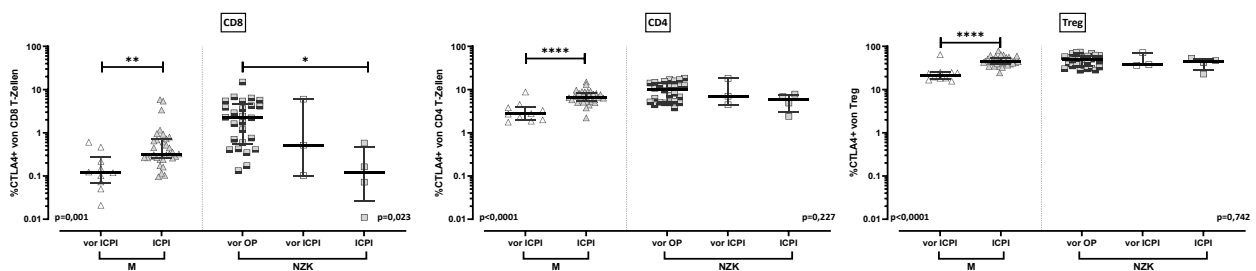 CD8
%CTLA4+ von CD8 T-Zellen
100
10
1
0.1
0.01
**
*
p=0,001
p=0,023
vor ICPI
ICPI
vor OP
vor ICPI
ICPI
M
NZK
CD4
%CTLA4+ von CD4 T-Zellen
100
10
1
0.1
0.01
****
p<0,0001
p=0,227
vor ICPI
ICPI
vor OP
vor ICPI
ICPI
M
NZK
Treg
%CTLA4+ von Treg
100
10
1
0.1
0.01
****
p<0,0001
p=0,742
vor ICPI
ICPI
vor OP
vor ICPI
ICPI
M
NZK